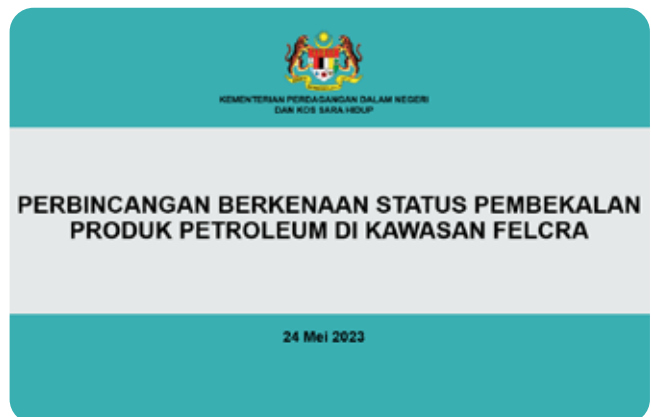 KEMENTERIAN PERDAGANGAN DALAM NEGERI
DAN KOS SARA HIDUP
PERBINCANGAN BERKENAAN STATUS PEMBEKALAN
PRODUK PETROLEUM DI KAWASAN FELCRA
24 Mei 2023